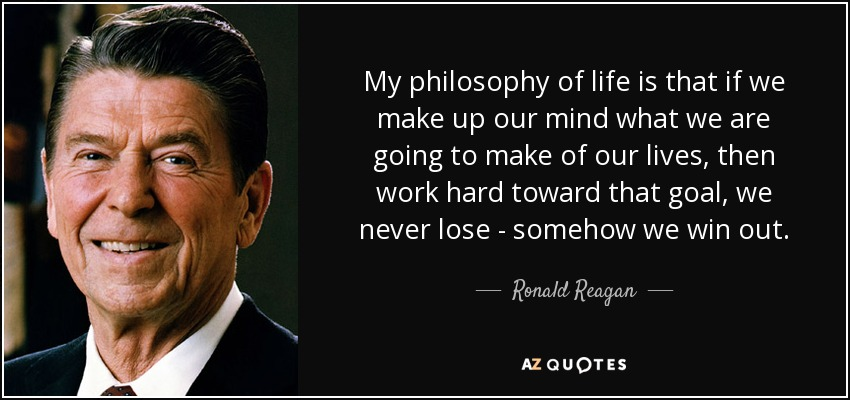 My philosophy of life is that if we
make up our mind what we are
going to make of our lives, then
work hard toward that goal, we
never lose - somehow we win out.
Ronald Reagan
AZ QUOTES